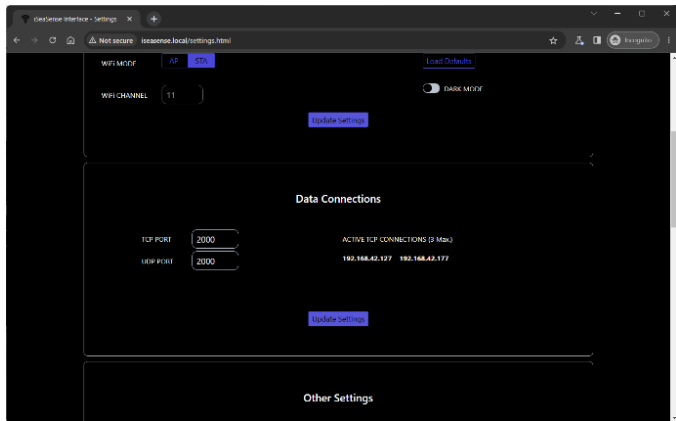 iSeaSense Interface - Settings
Not secure iseasense.local/settings.html Incognito
WIFI MODE AP STA Load Defaults
WIFI CHANNEL 11 DARK MODE
Update Settings
Data Connections
TCP PORT 2000 ACTIVE TCP CONNECTIONS (3 Max.)
UDP PORT 2000 192.168.42.127 192.168.42.177
Update Settings
Other Settings